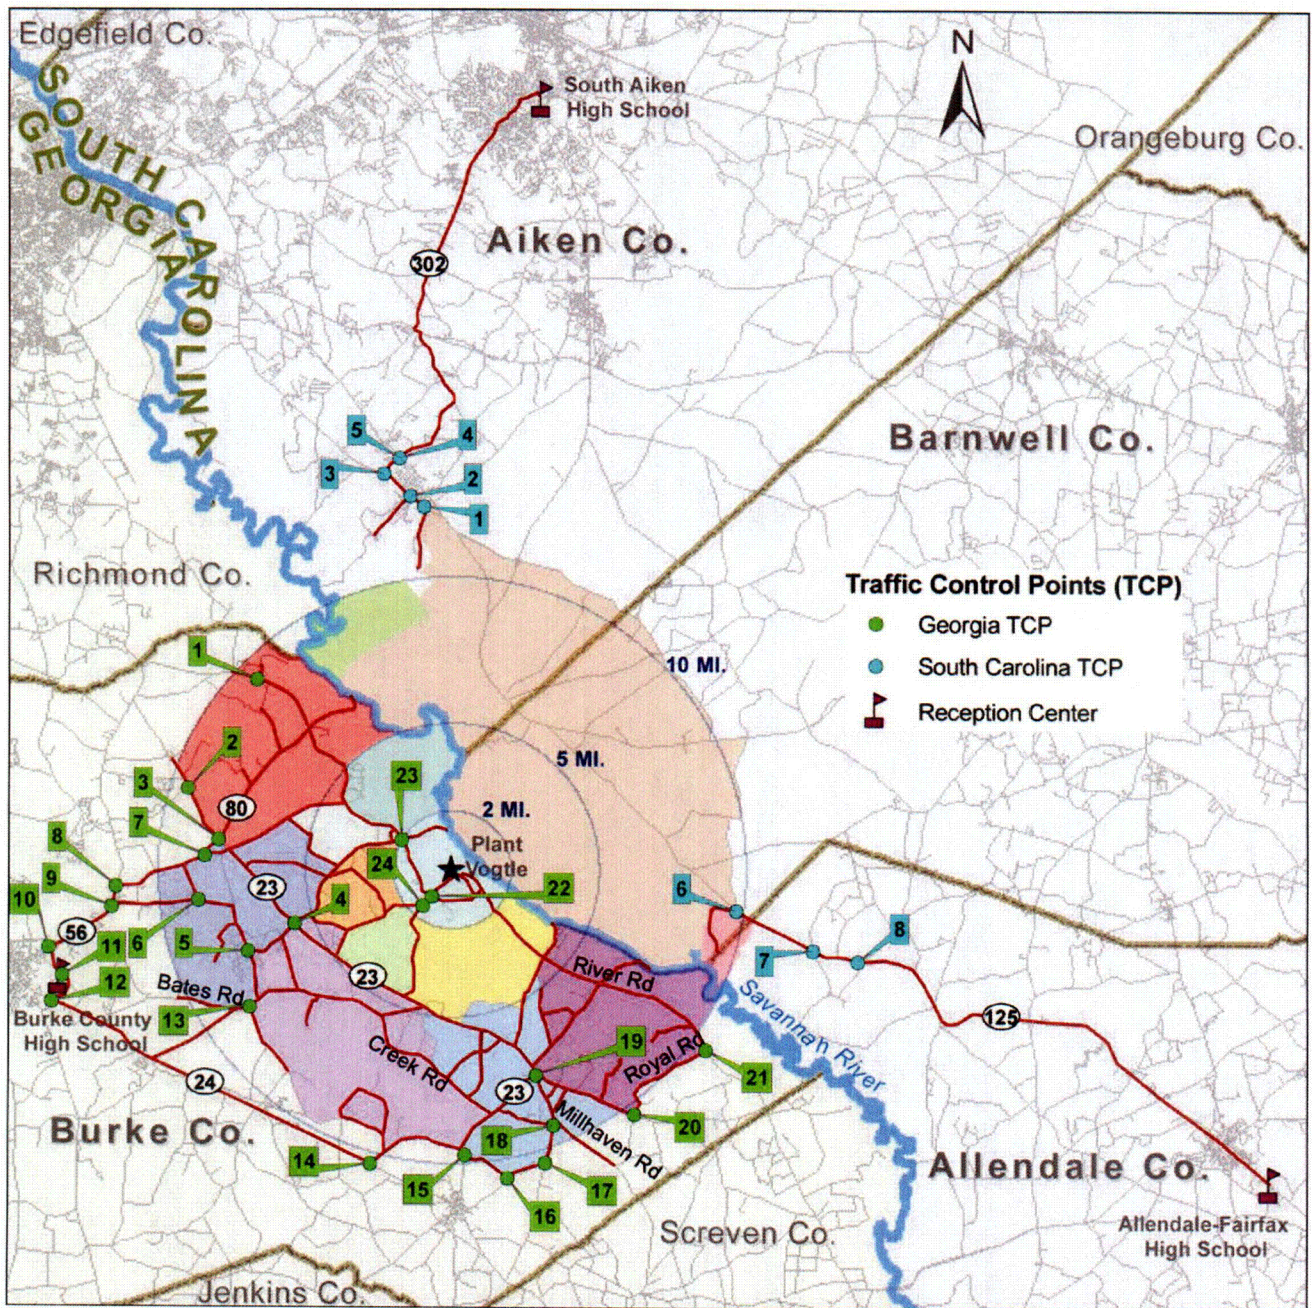 Edgefield Co.
SOUTH CAROLINA
GEORGIA
N
South Aiken
High School
Orangeburg Co.
Aiken Co.
302
Barnwell Co.
5
4
3
2
1
Richmond Co.
Traffic Control Points (TCP)
Georgia TCP
South Carolina TCP
Reception Center
10 MI.
5 MI.
2 MI.
1
2
3
80
7
23
8
Plant
Vogtle
24
9
10
23
4
22
6
56
11
6
5
12
Bates Rd
13
23
River Rd
7
8
Savannah River
125
Burke County
High School
Creek Rd
19
Royal Rd
21
24
23
Burke Co.
18
Millhaven Rd
20
14
15
17
16
Allendale Co.
Screven Co.
Allendale-Fairfax
High School
Jenkins Co.